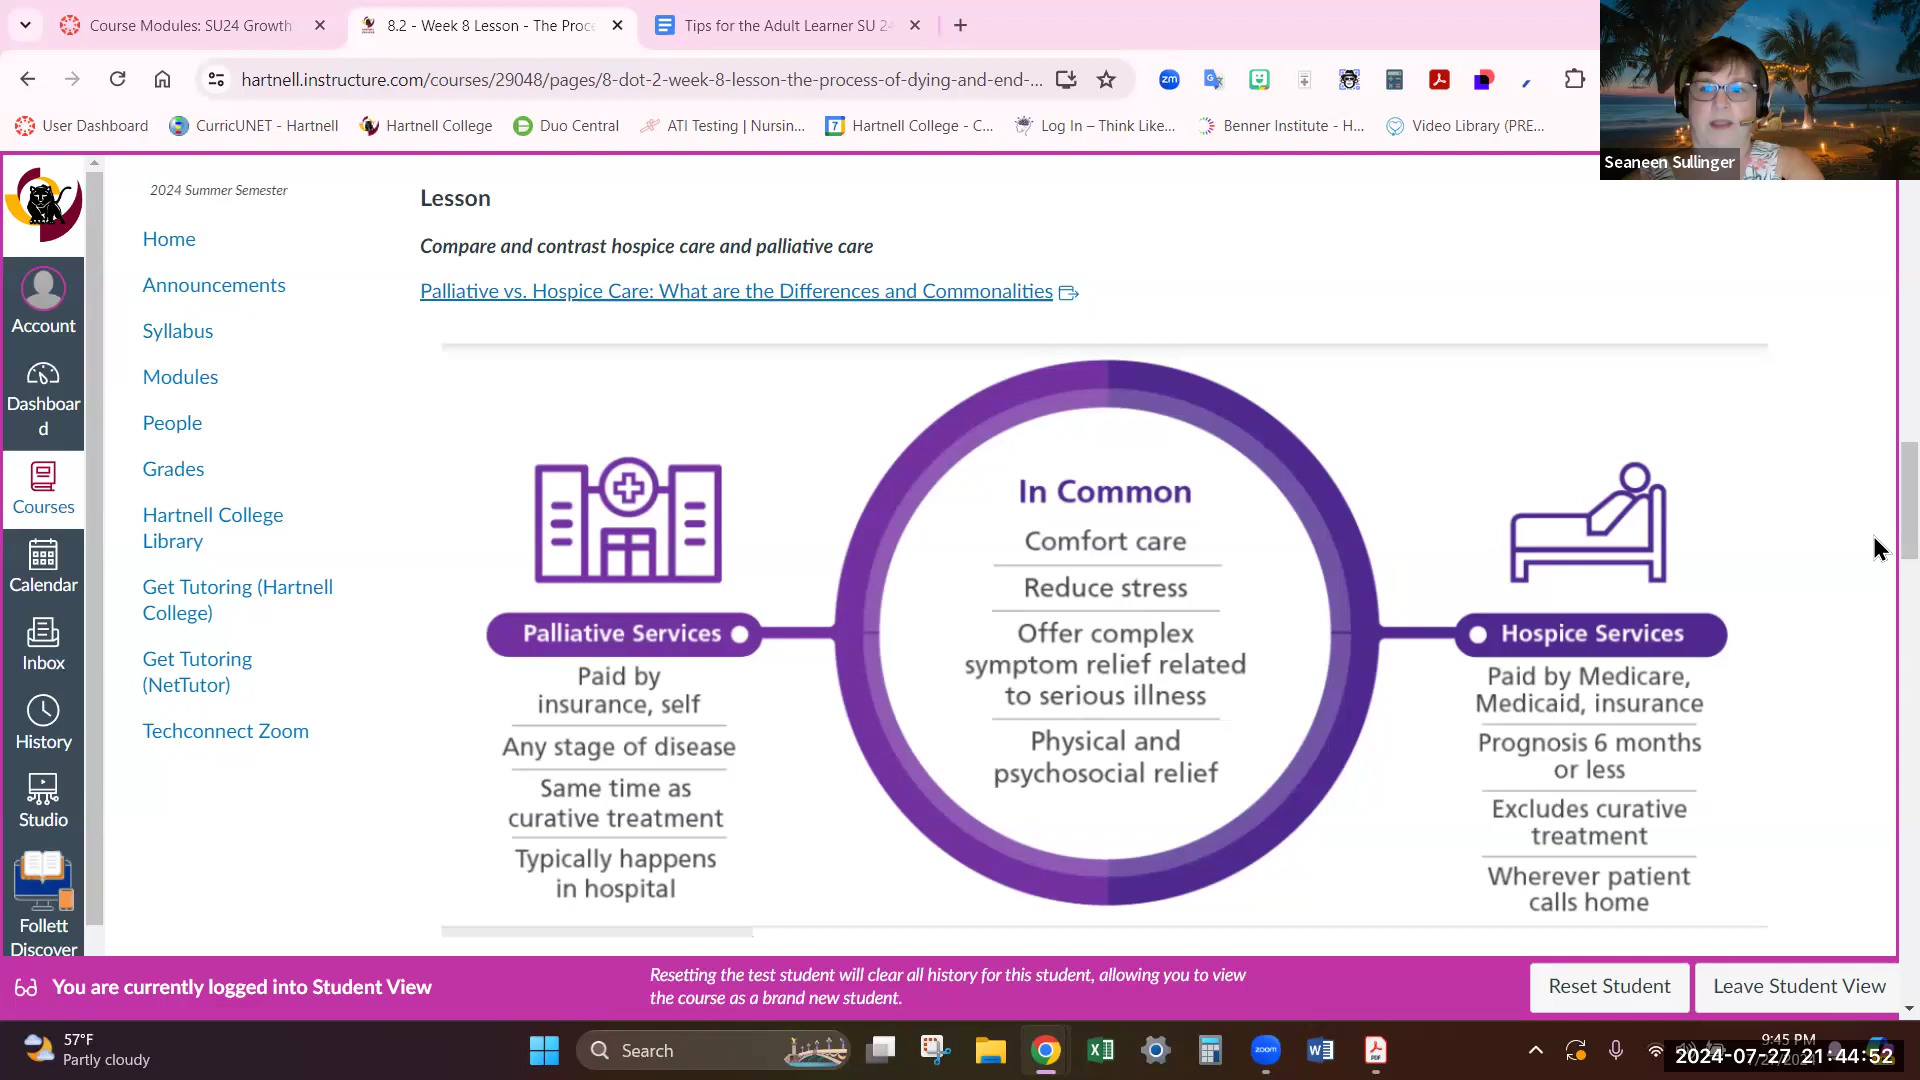 Course Modules: SU24 Growth
8.2 - Week 8 Lesson - The Proce
Tips for the Adult Learner SU 24
hartnell.instructure.com/courses/29048/pages/8-dot-2-week-8-lesson-the-process-of-dying-and-end-...
User Dashboard
CurricUNET - Hartnell
Hartnell College
Duo Central
ATI Testing | Nursin...
7
Hartnell College - C...
Log In – Think Like...
Benner Institute - H...
Video Library (PRE...
zm
Seaneen Sullinger
Account
Dashboar
d
Courses
Calendar
Inbox
History
Studio
Follett
Discover
2024 Summer Semester
Home
Announcements
Syllabus
Modules
People
Grades
Hartnell College
Library
Get Tutoring (Hartnell
College)
Get Tutoring
(NetTutor)
Techconnect Zoom
Lesson
Compare and contrast hospice care and palliative care
Palliative vs. Hospice Care: What are the Differences and Commonalities
Palliative Services
Paid by
insurance, self
Any stage of disease
Same time as
curative treatment
Typically happens
in hospital
In Common
Comfort care
Reduce stress
Offer complex
symptom relief related
to serious illness
Physical and
psychosocial relief
Hospice Services
Paid by Medicare,
Medicaid, insurance
Prognosis 6 months
or less
Excludes curative
treatment
Wherever patient
calls home
You are currently logged into Student View
Resetting the test student will clear all history for this student, allowing you to view
the course as a brand new student.
Reset Student
Leave Student View
57°F
Partly cloudy
Search
zoom
9:45 PM
2024-07-27 21:44:52